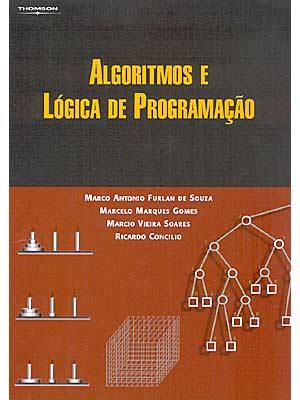 THOMSON
ALGORITMOS E
LÓGICA DE PROGRAMAÇÃO
MARCO ANTONIO FURLAN DE SOUZA
MARCELO MARQUES GOMES
MARCIO VIEIRA SOARES
RICARDO CONCILIO